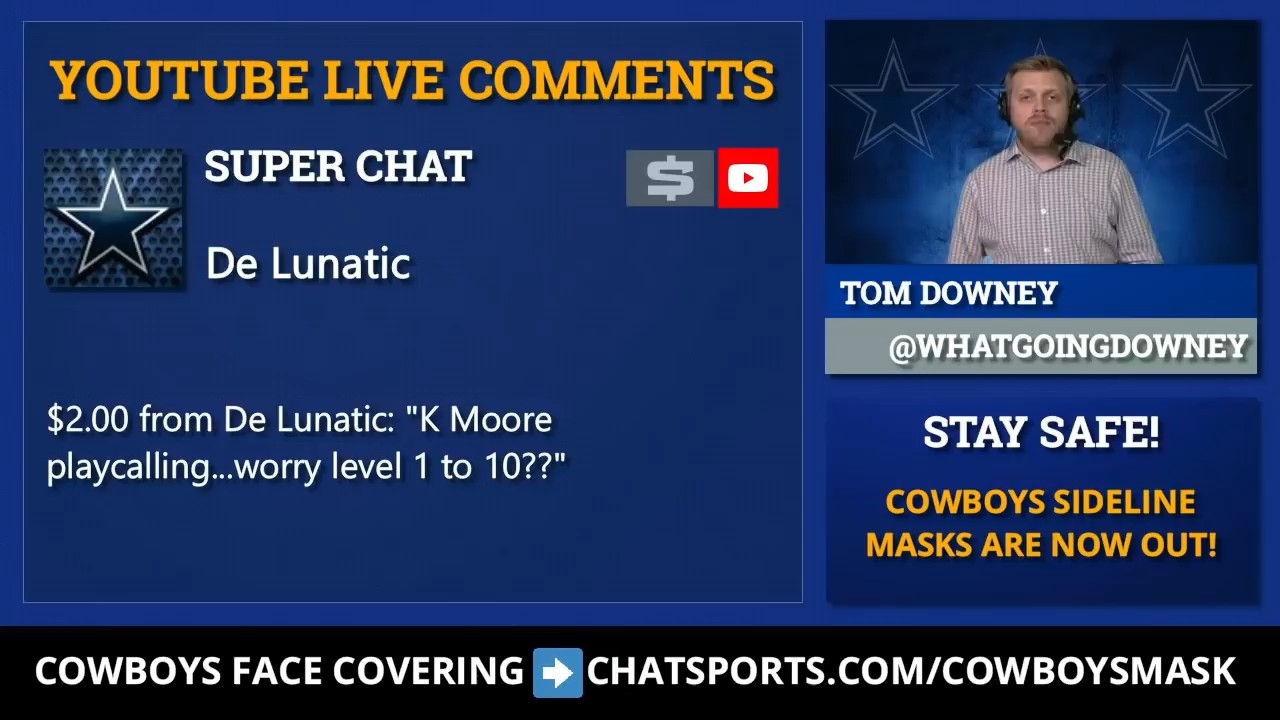 YOUTUBE LIVE COMMENTS
SUPER CHAT
$
De Lunatic
$2.00 from De Lunatic: "K Moore
playcalling...worry level 1 to 10??"
TOM DOWNEY
@WHATGOINGDOWNEY
STAY SAFE!
COWBOYS SIDELINE
MASKS ARE NOW OUT!
COWBOYS FACE COVERING ➡ CHATSPORTS.COM/COWBOYSMASK